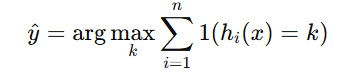 ŷ = arg max_k ∑_{i=1}^{n} 1(h_i(x) = k)